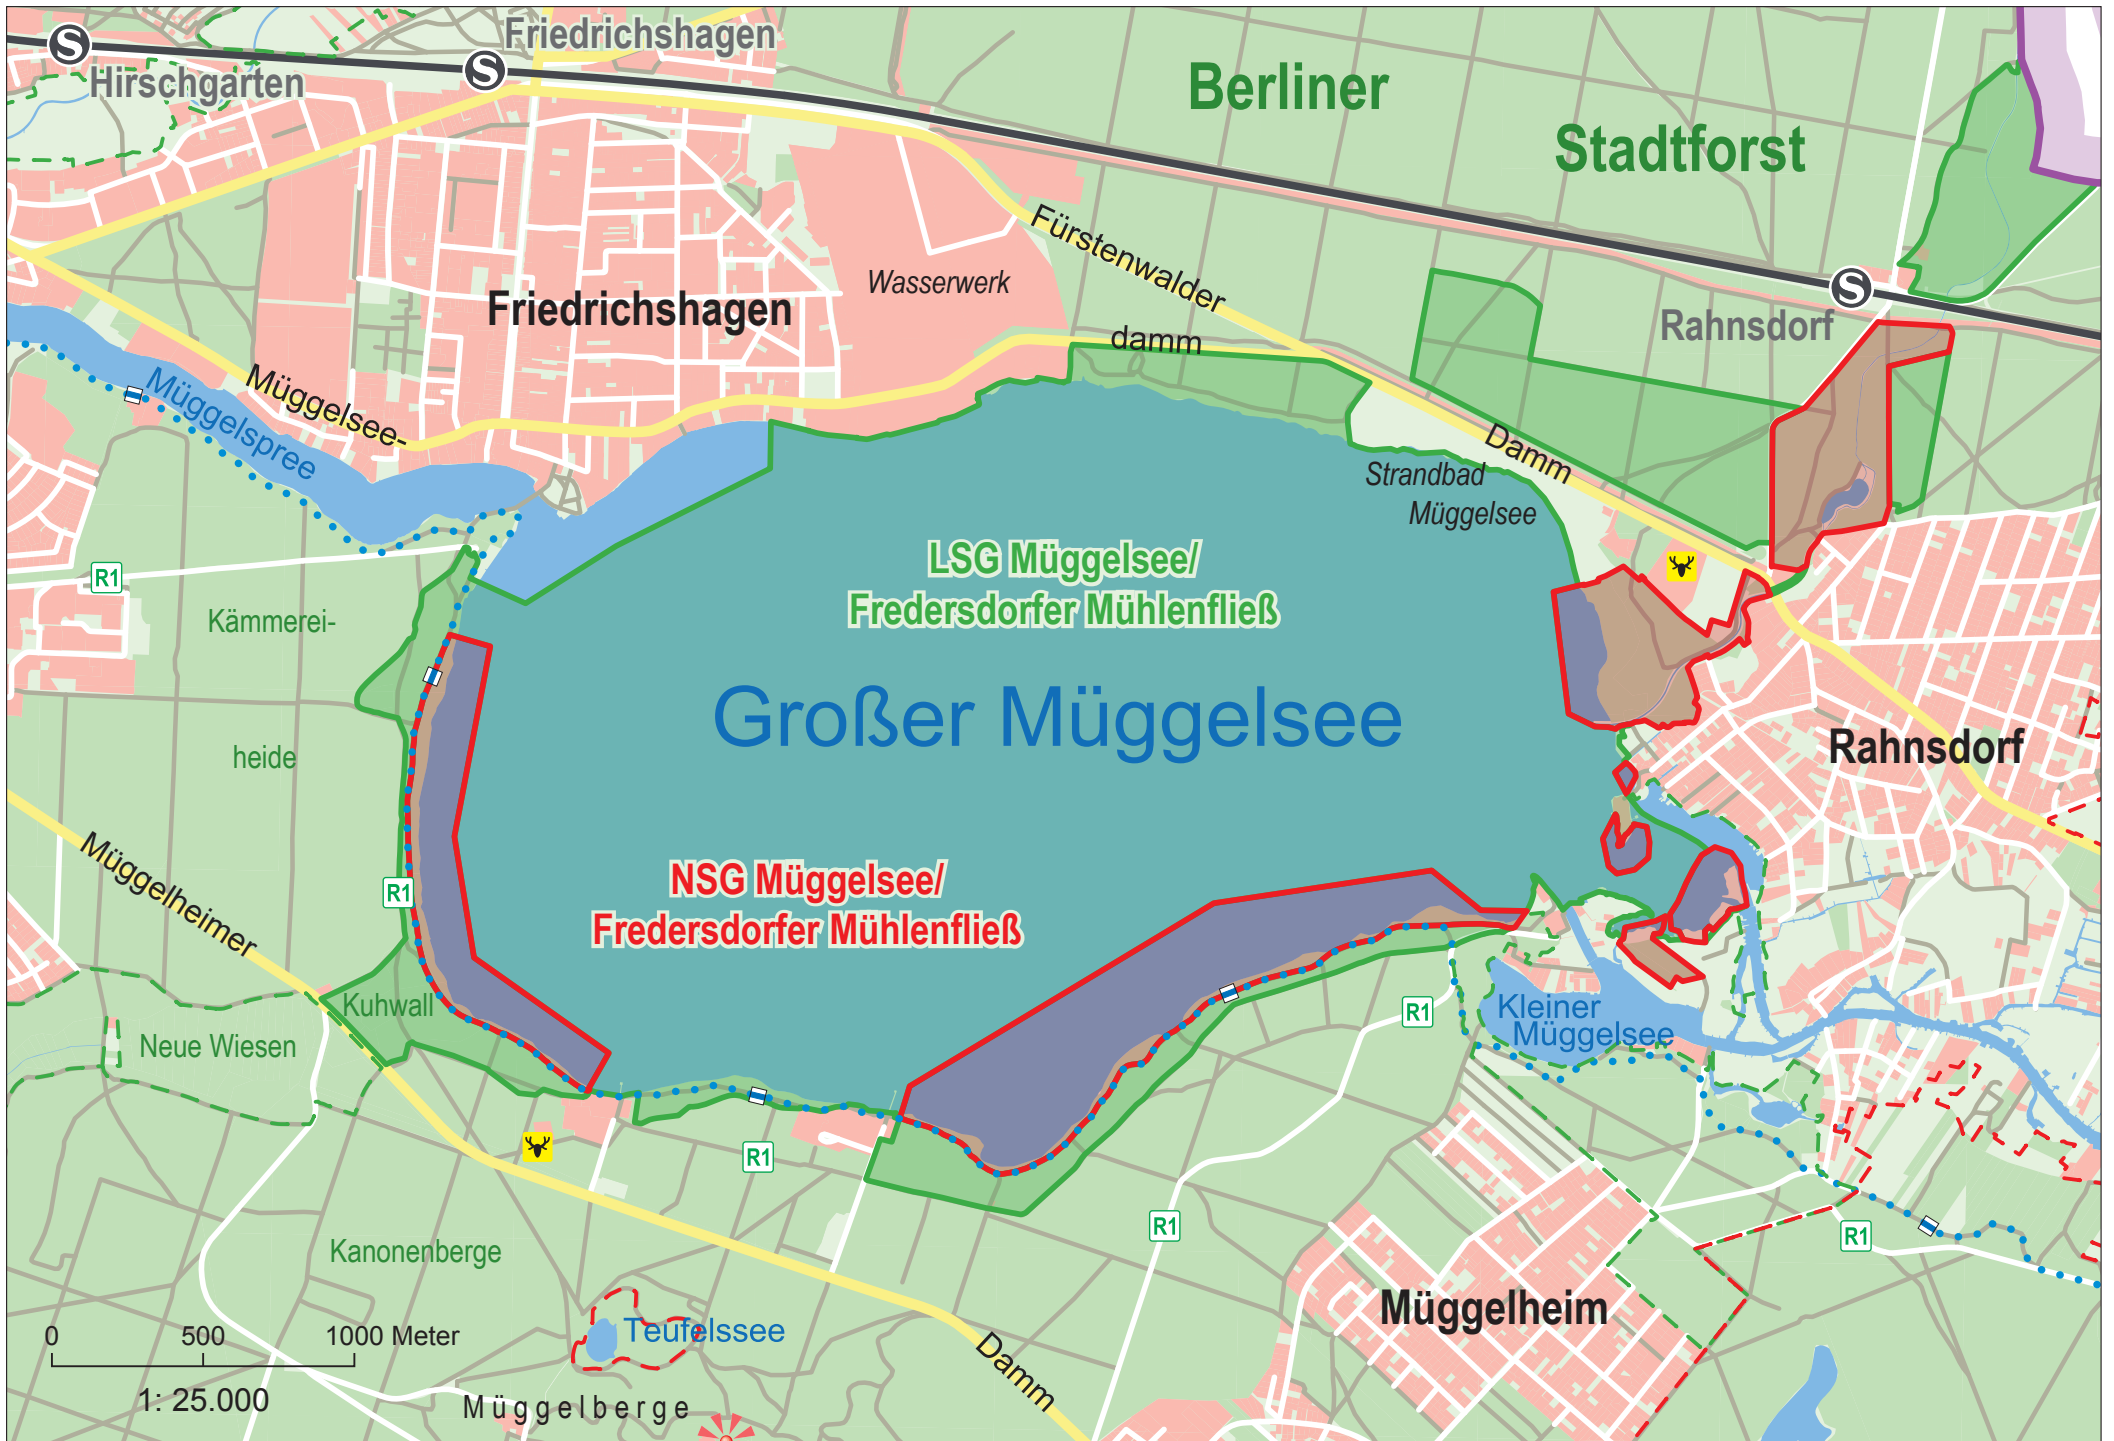 S
Hirschgarten
S
Friedrichshagen
Berliner
Stadtforst
Fürstenwalder
Wasserwerk
Friedrichshagen
damm
S
Rahnsdorf
Müggelspree
Müggelsee-
Damm
Strandbad
Müggelsee
R1
LSG Müggelsee/
Fredersdorfer Mühlenfließ
Kämmerei-
heide
Großer Müggelsee
Rahnsdorf
Müggelheimer
R1
NSG Müggelsee/
Fredersdorfer Mühlenfließ
Kuhwall
Neue Wiesen
R1
Kleiner
Müggelsee
R1
R1
R1
Kanonenberge
Müggelheim
Teufelssee
0 500 1000 Meter
1: 25.000
Müggelberge
Damm